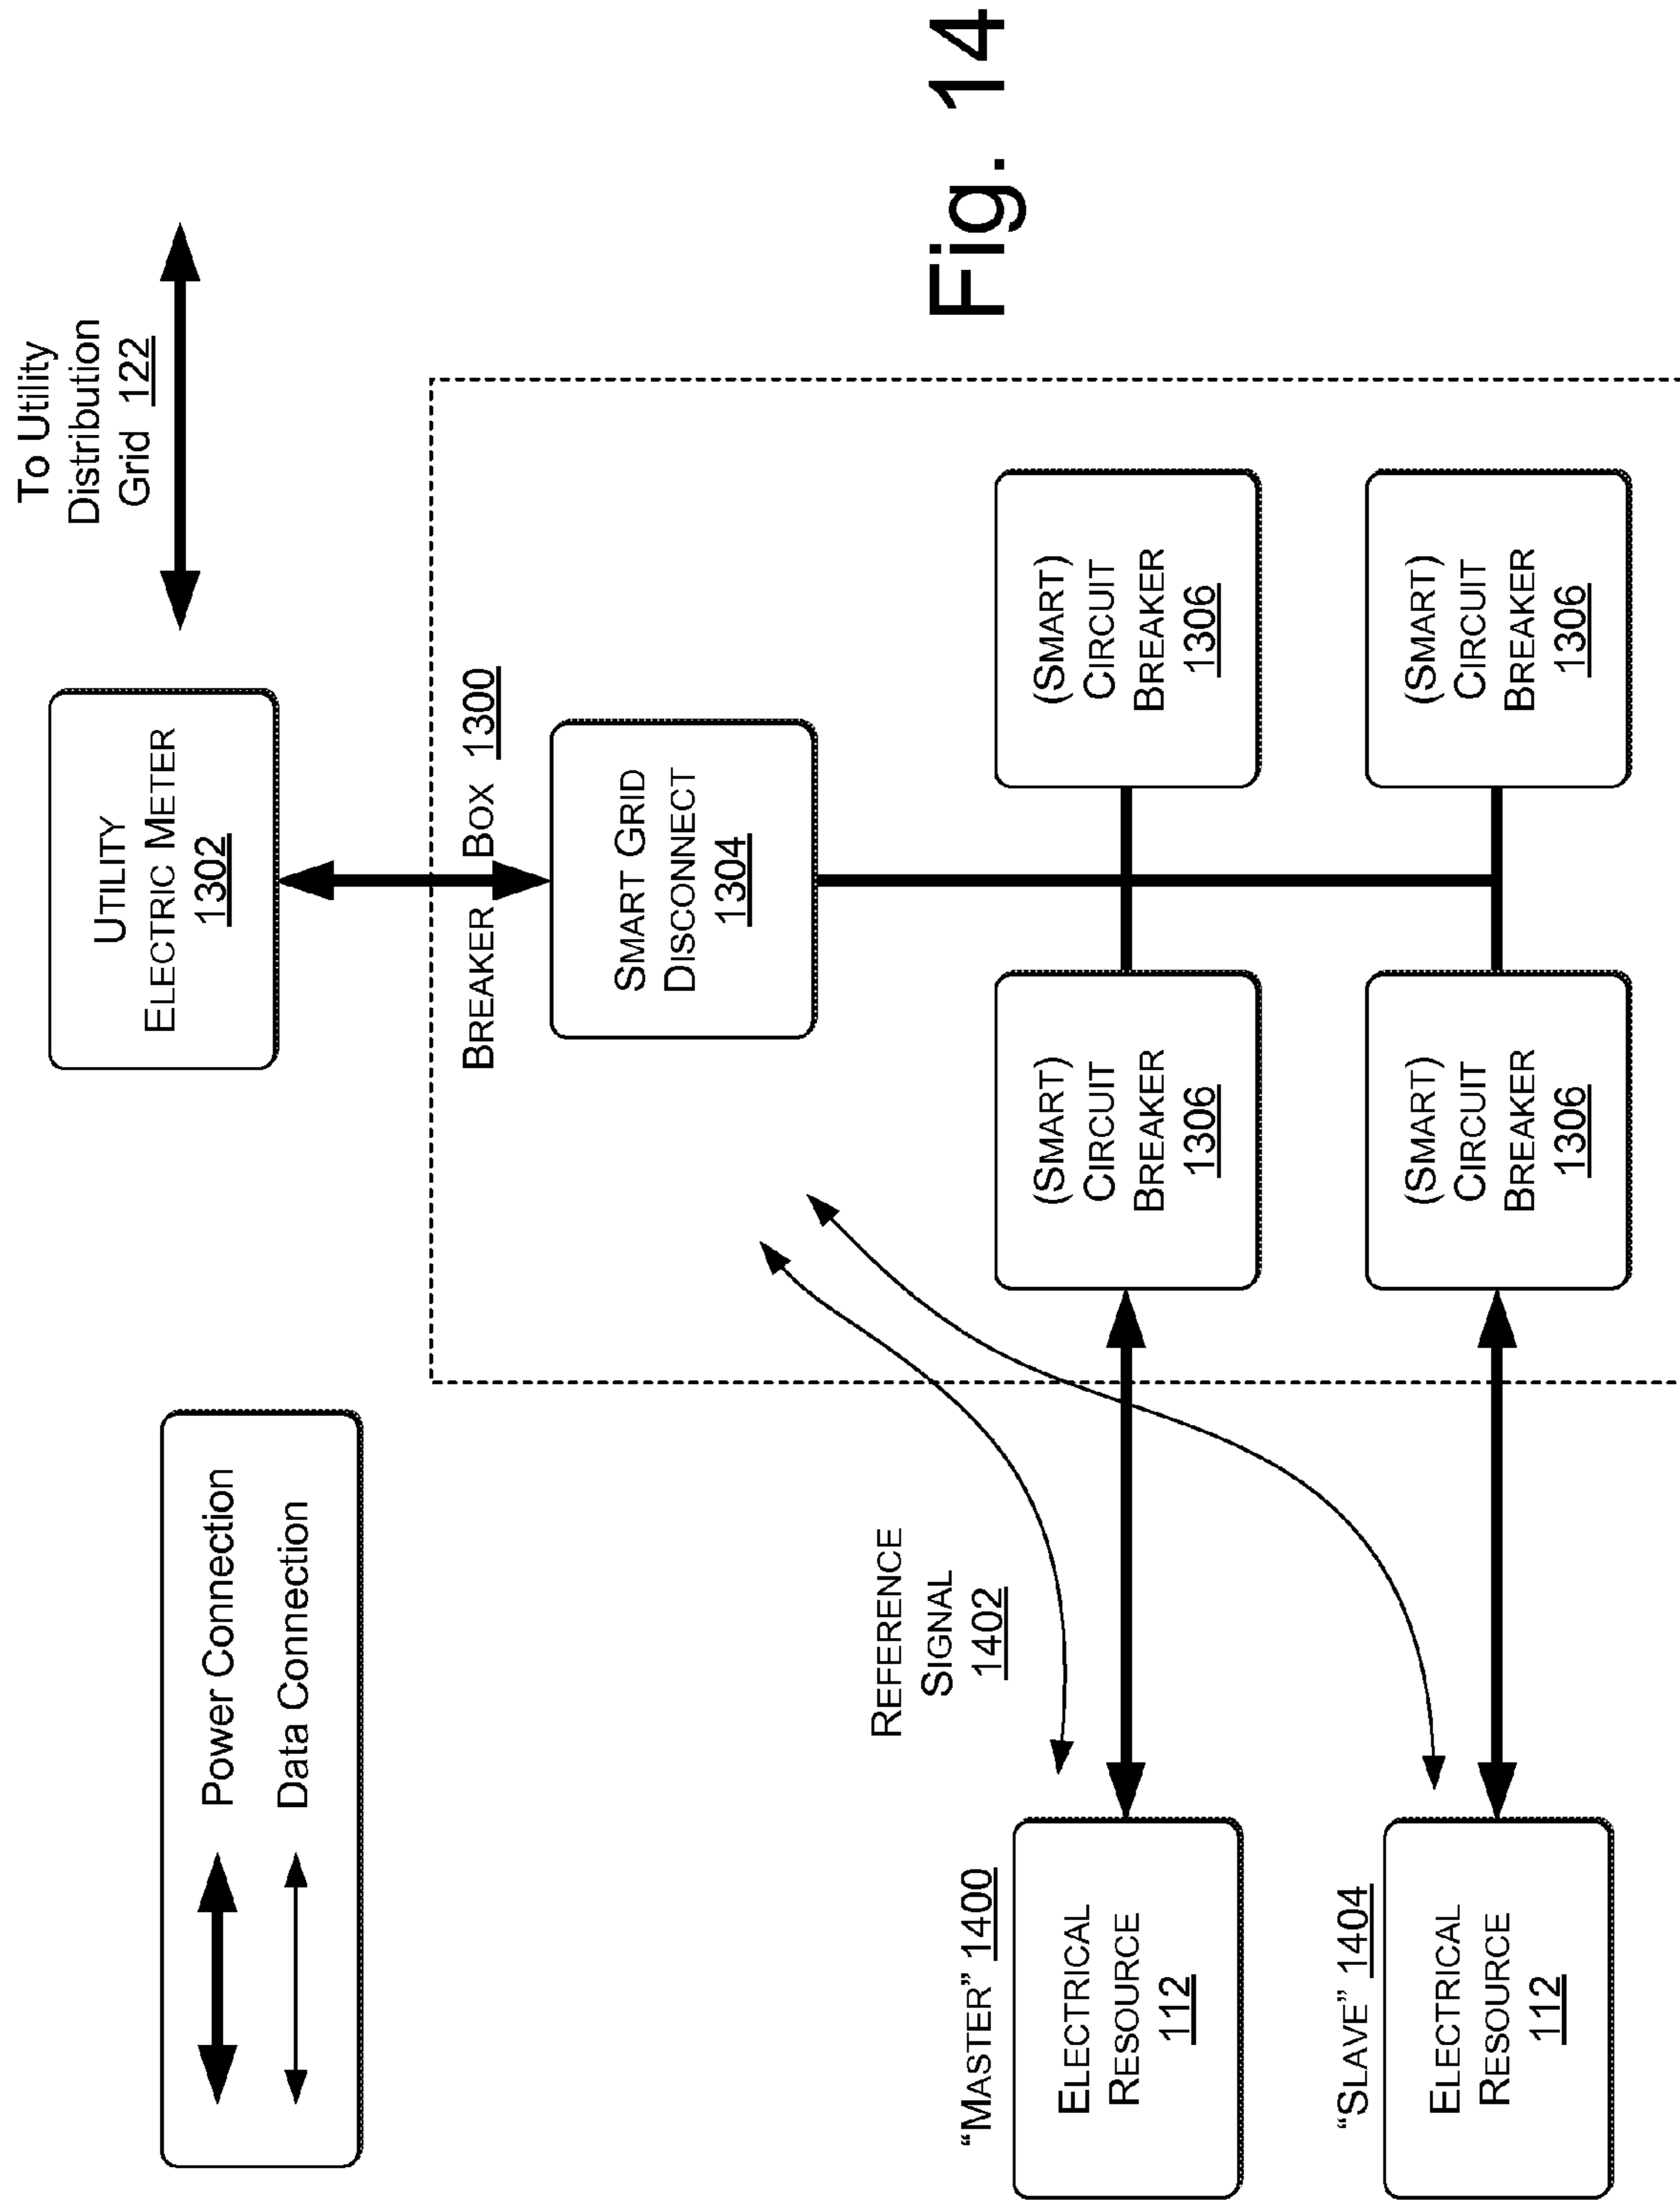 Power Connection
Data Connection
To Utility
Distribution
Grid 122
UTILITY
ELECTRIC METER
1302
BREAKER BOX 1300
SMART GRID
DISCONNECT
1304
REFERENCE
SIGNAL
1402
"MASTER" 1400
ELECTRICAL
RESOURCE
112
(SMART)
CIRCUIT
BREAKER
1306
(SMART)
CIRCUIT
BREAKER
1306
"SLAVE" 1404
ELECTRICAL
RESOURCE
112
(SMART)
CIRCUIT
BREAKER
1306
(SMART)
CIRCUIT
BREAKER
1306
Fig. 14